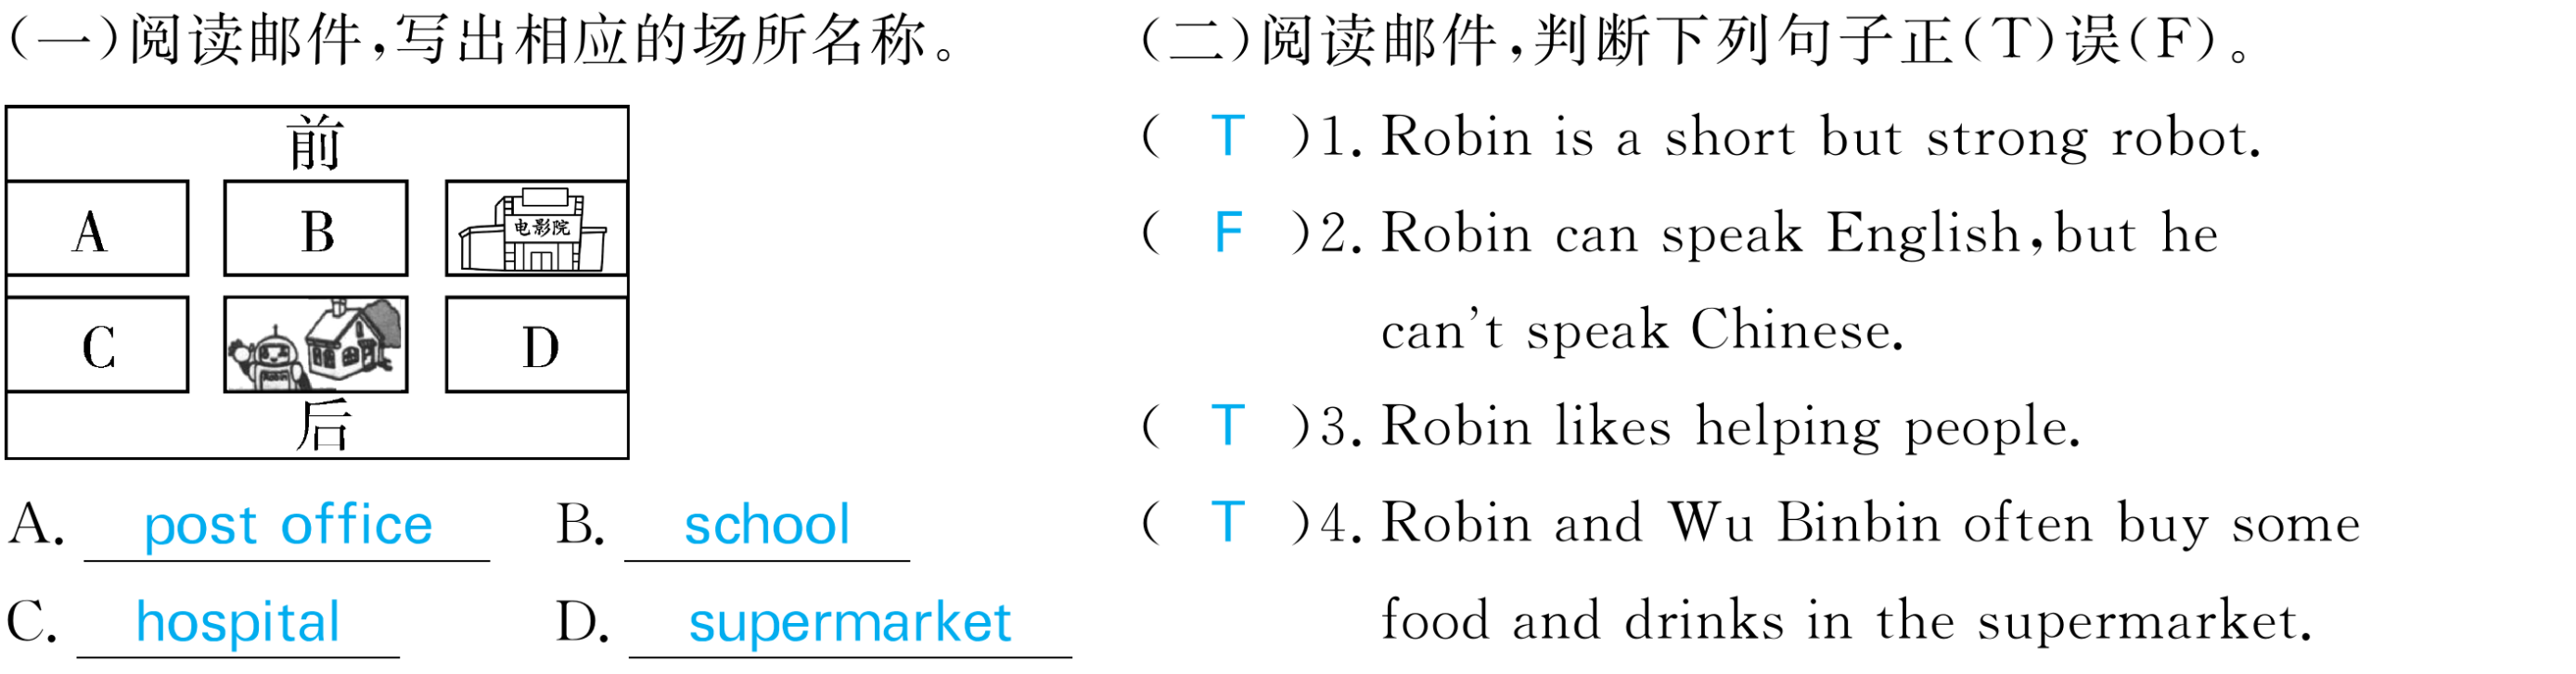 (一)阅读邮件,写出相应的场所名称。
前
A B 电影院
C D
后
A. post office B. school
C. hospital D. supermarket
(二)阅读邮件,判断下列句子正(T)误(F)。
( T )1. Robin is a short but strong robot.
( F )2. Robin can speak English, but he
can't speak Chinese.
( T )3. Robin likes helping people.
( T )4. Robin and Wu Binbin often buy some
food and drinks in the supermarket.